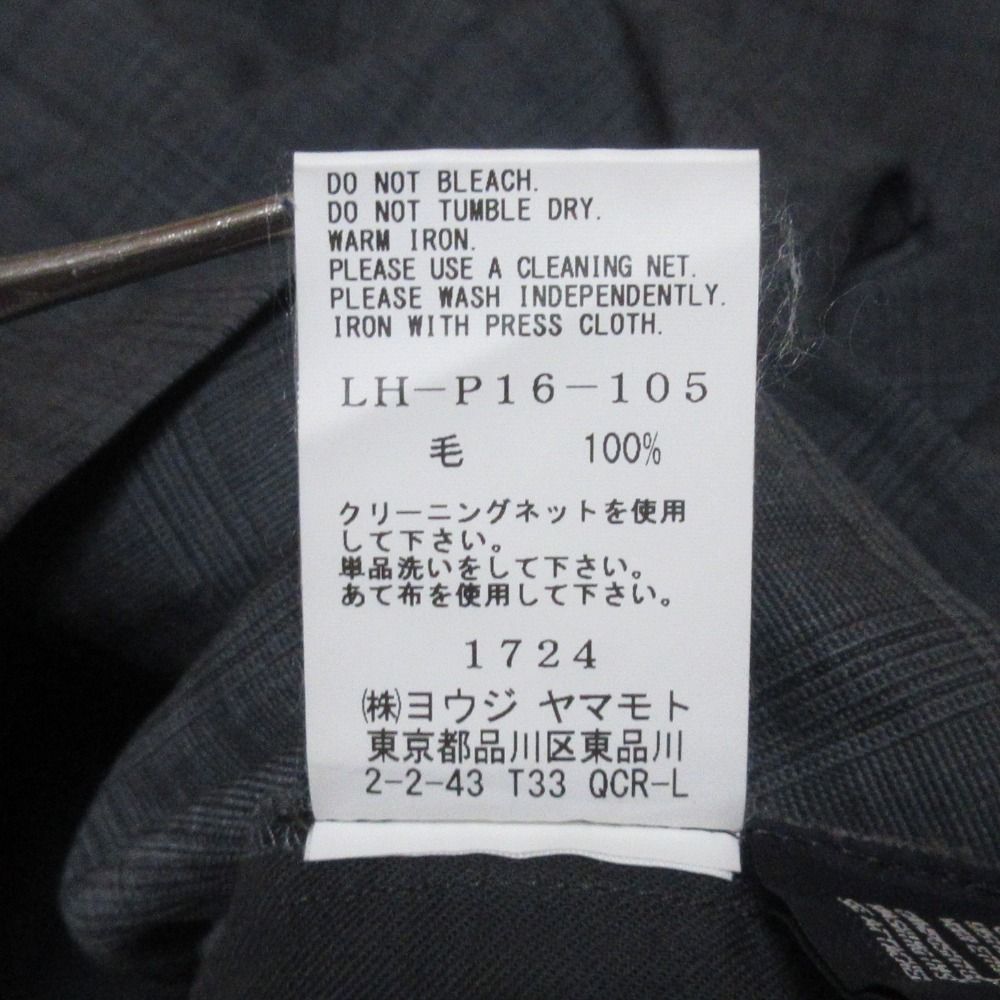 DO NOT BLEACH.
DO NOT TUMBLE DRY.
WARM IRON.
PLEASE USE A CLEANING NET.
PLEASE WASH INDEPENDENTLY.
IRON WITH PRESS CLOTH.
LH-P16-105
毛 100%
クリーニングネットを使用
して下さい。
単品洗いをして下さい。
あて布を使用して下さい。
1724
㈱ヨウジ ヤマモト
東京都品川区東品川
2-2-43 T33 QCR-L